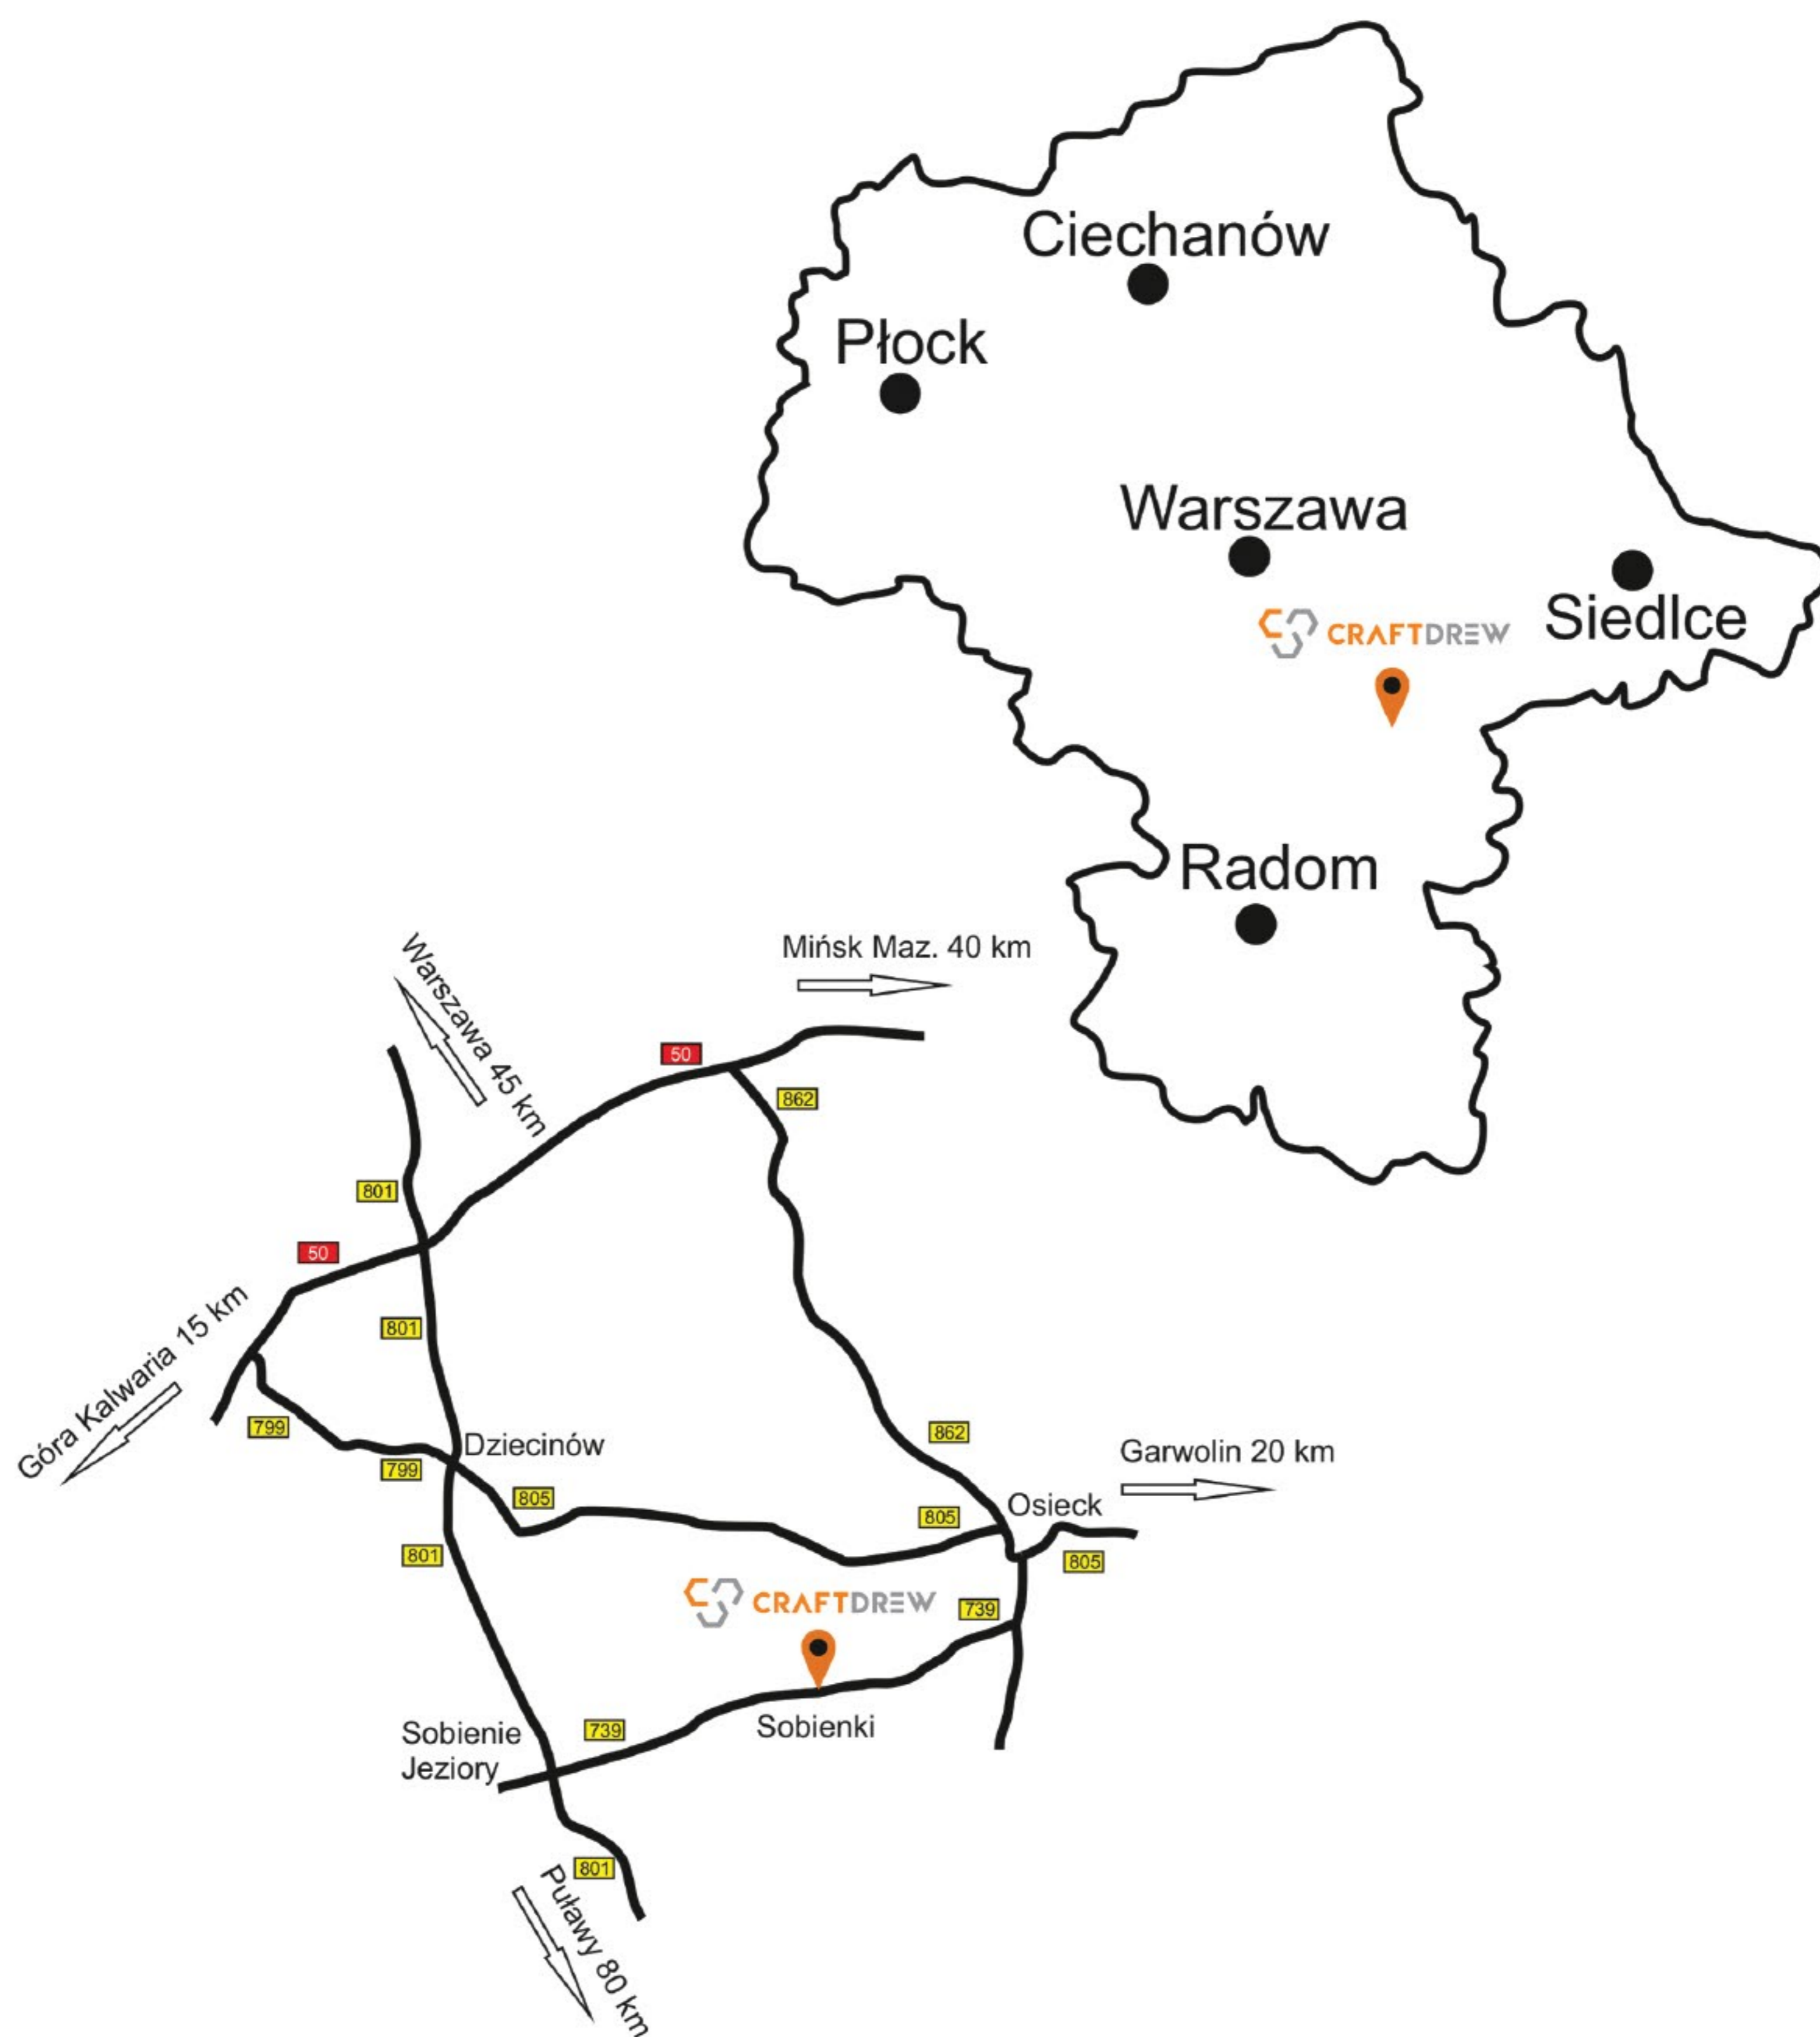 Ciechanów
Płock
Warszawa
Siedlce
CRAFTDREW
Radom
Mińsk Maz. 40 km
Warszawa 45 km
50
862
801
50
801
Góra Kalwaria 15 km
799
Dziecinów
799
862
Garwolin 20 km
805
Osieck
805
801
805
CRAFTDREW
739
Sobienki
Sobienie
Jeziory
739
801
Puławy 80 km